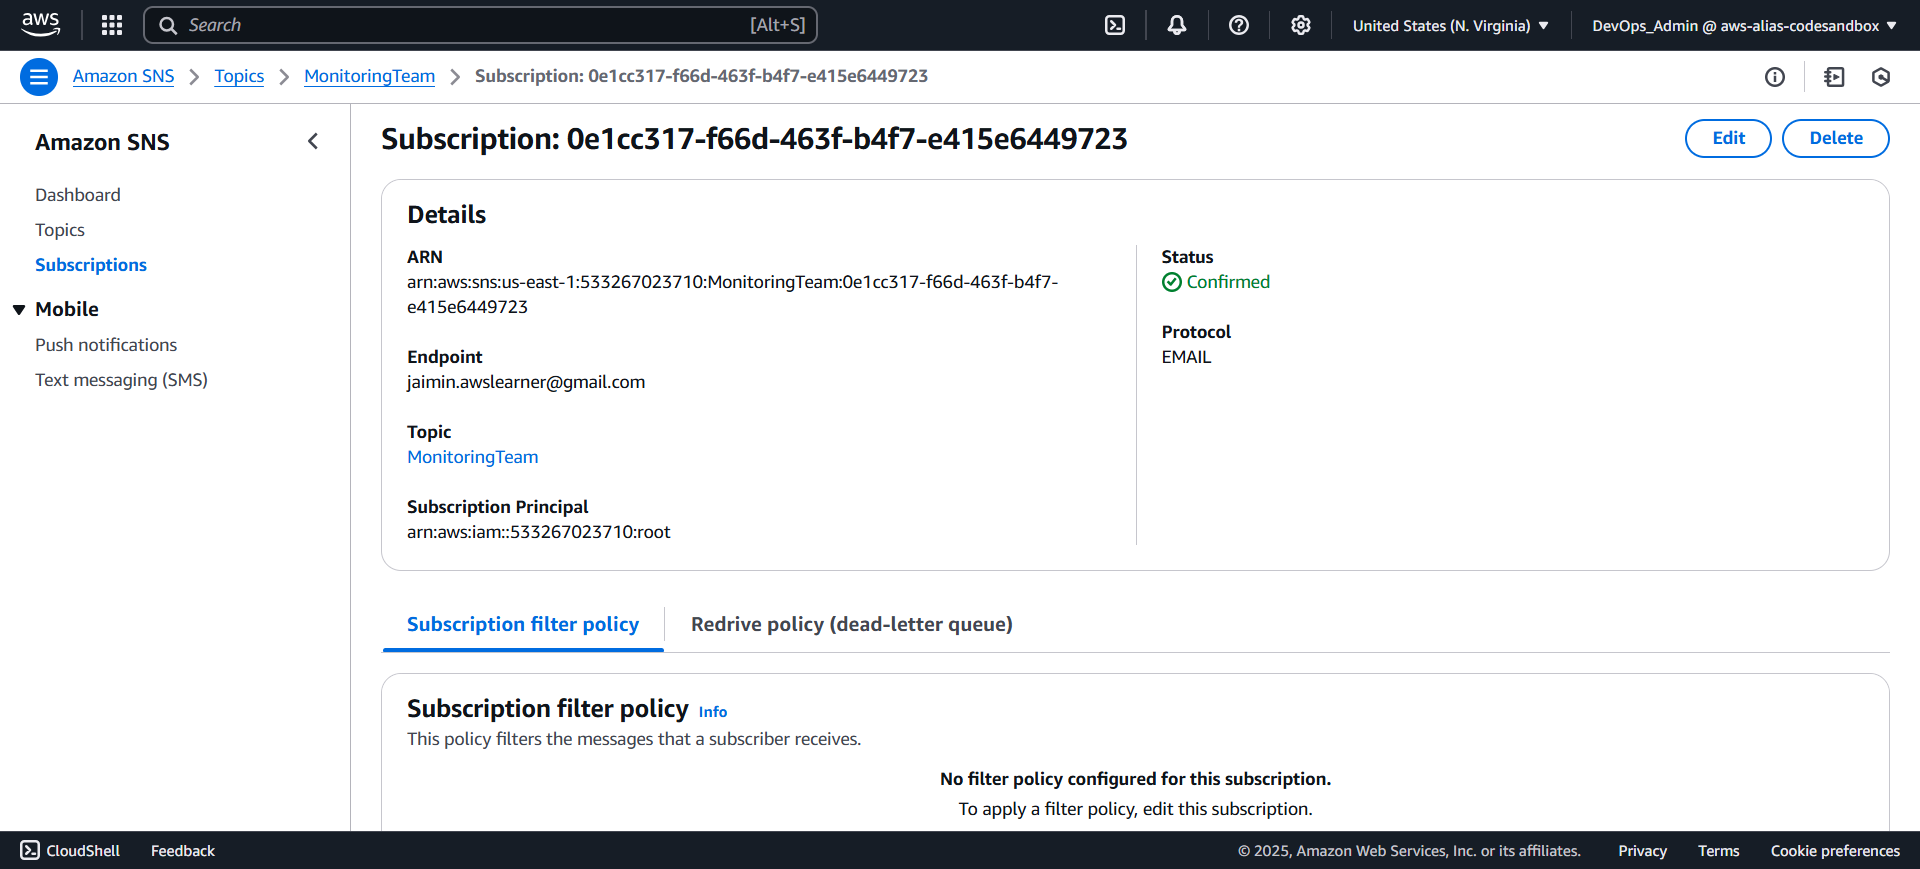 aws
Search
[Alt+S]
United States (N. Virginia)
DevOps_Admin @ aws-alias-codesandbox
Amazon SNS
Topics
MonitoringTeam
Subscription: 0e1cc317-f66d-463f-b4f7-e415e6449723
Amazon SNS
Dashboard
Topics
Subscriptions
Mobile
Push notifications
Text messaging (SMS)
Subscription: 0e1cc317-f66d-463f-b4f7-e415e6449723
Edit
Delete
Details
ARN
arn:aws:sns:us-east-1:533267023710:MonitoringTeam:0e1cc317-f66d-463f-b4f7-
e415e6449723
Endpoint
jaimin.awslearner@gmail.com
Topic
MonitoringTeam
Subscription Principal
arn:aws:iam::533267023710:root
Status
Confirmed
Protocol
EMAIL
Subscription filter policy
Redrive policy (dead-letter queue)
Subscription filter policy Info
This policy filters the messages that a subscriber receives.
No filter policy configured for this subscription.
To apply a filter policy, edit this subscription.
CloudShell
Feedback
© 2025, Amazon Web Services, Inc. or its affiliates.
Privacy
Terms
Cookie preferences